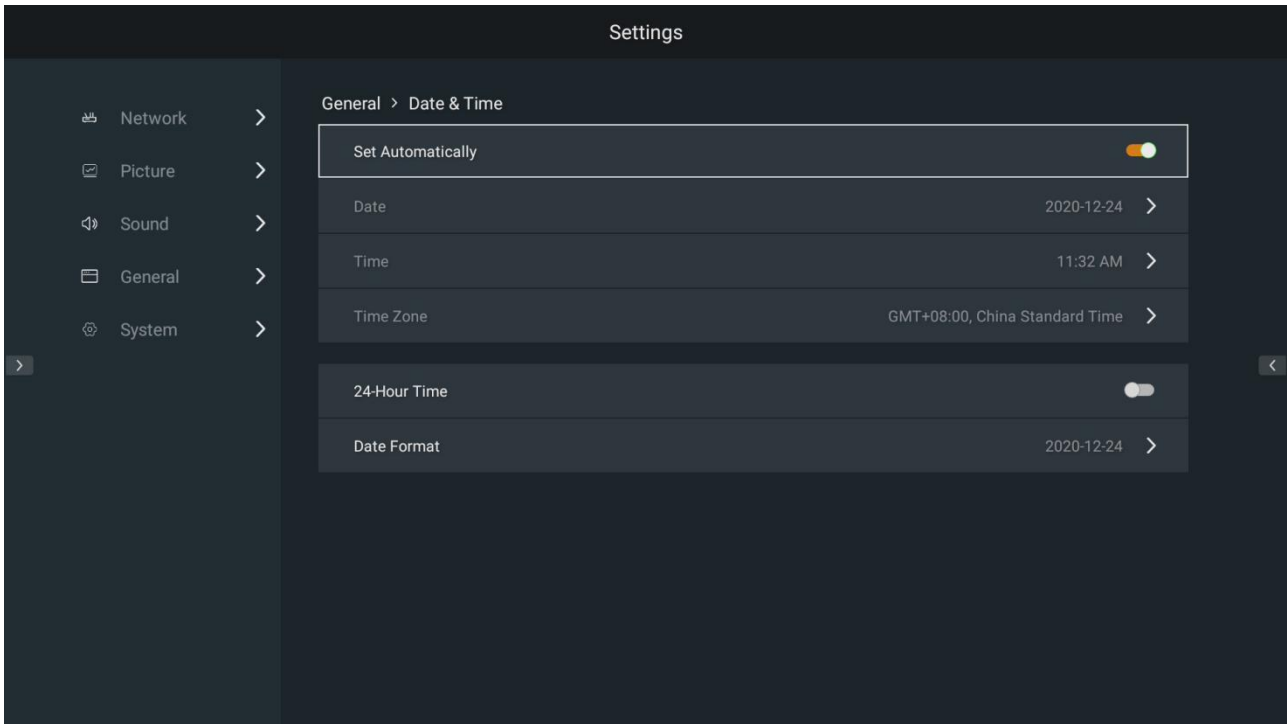 Settings
Network
Picture
Sound
General
System
General > Date & Time
Set Automatically
Date 2020-12-24
Time 11:32 AM
Time Zone GMT+08:00, China Standard Time
24-Hour Time
Date Format 2020-12-24